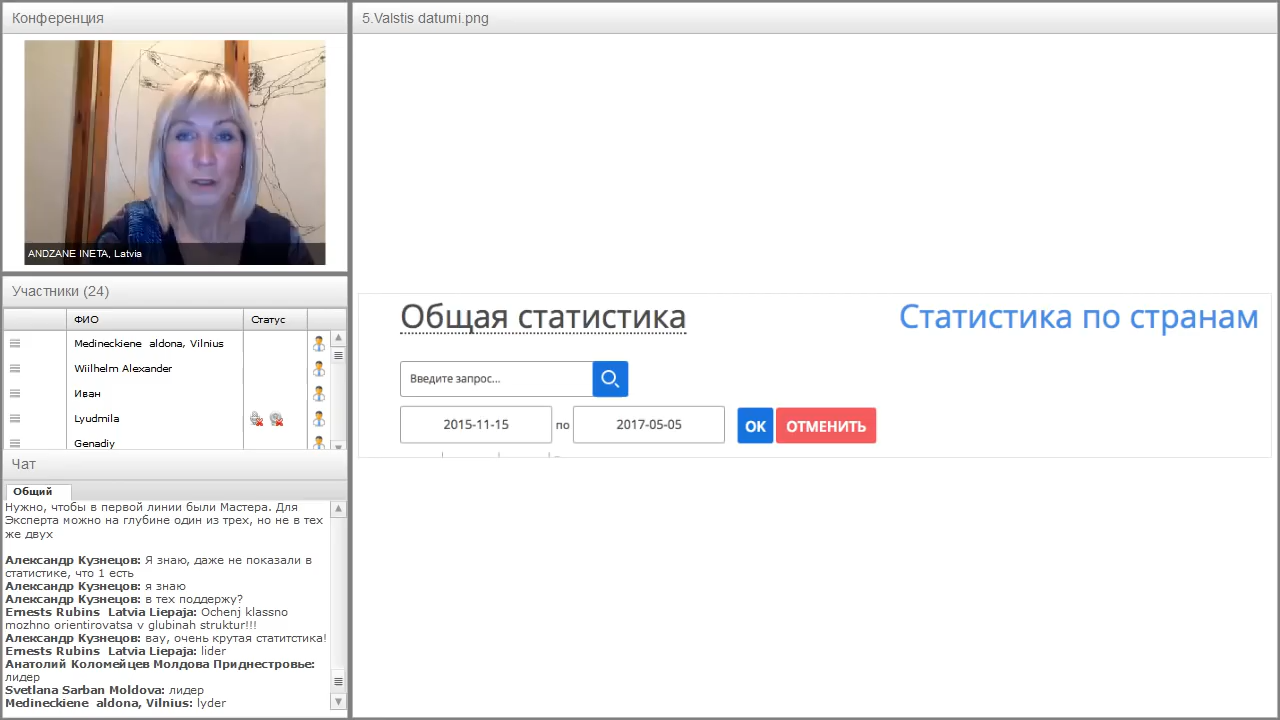 Конференция
ANDZANE INETA, Latvia
Участники (24)
ФИО Статус
Medineckiene aldona, Vilnius
Wiilhelm Alexander
Иван
Lyudmila
Genadiy
Чат
Общий
Нужно, чтобы в первой линии были Мастера. Для
Эксперта можно на глубине один из трех, но не в тех
же двух
Александр Кузнецов: Я знаю, даже не показали в
статистике, что 1 есть
Александр Кузнецов: я знаю
Александр Кузнецов: в тех поддержу?
Ernests Rubins Latvia Liepaja: Ochenj klassno
mozhno orientirovatsa v glubinah struktur!!!
Александр Кузнецов: вау, очень крутая статитстика!
Ernests Rubins Latvia Liepaja: lider
Анатолий Коломейцев Молдова Приднестровье:
лидер
Svetlana Sarban Moldova: лидер
Medineckiene aldona, Vilnius: lyder
5.Valstis datumi.png
Общая статистика
Статистика по странам
Введите запрос...
2015-11-15 по 2017-05-05 OK ОТМЕНИТЬ